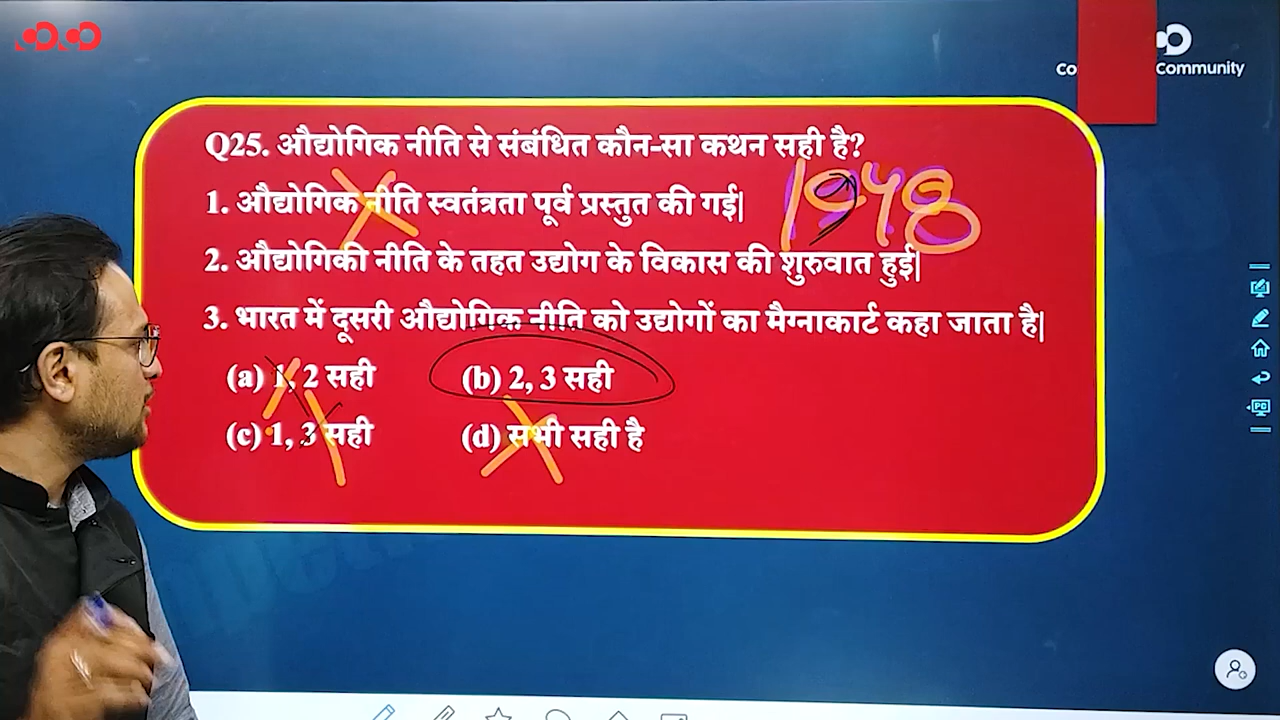 Community
Q25. औद्योगिक नीति से संबंधित कौन-सा कथन सही है?
1. औद्योगिक नीति स्वतंत्रता पूर्व प्रस्तुत की गई|
1948
2. औद्योगिकी नीति के तहत उद्योग के विकास की शुरुवात हुई|
3. भारत में दूसरी औद्योगिक नीति को उद्योगों का मैग्नाकार्ट कहा जाता है|
(a) 1, 2 सही (b) 2, 3 सही
(c) 1, 3 सही (d) सभी सही है